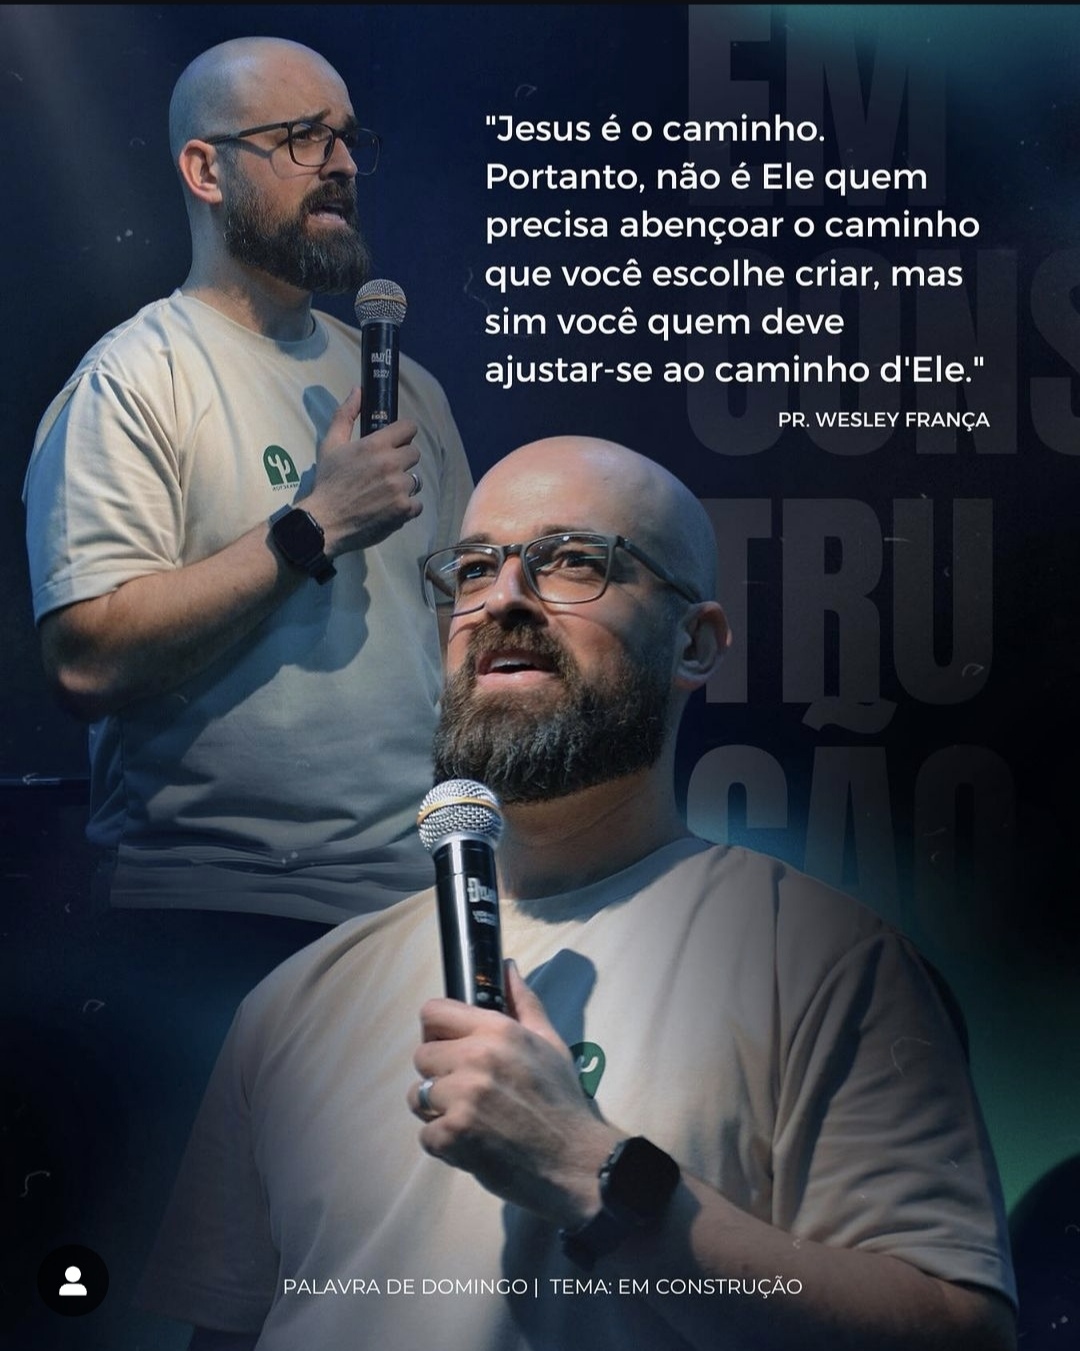 "Jesus é o caminho.
Portanto, não é Ele quem
precisa abençoar o caminho
que você escolhe criar, mas
sim você quem deve
ajustar-se ao caminho d'Ele."
PR. WESLEY FRANÇA
EM
CONS
TRU
ÇÃO
PALAVRA DE DOMINGO | TEMA: EM CONSTRUÇÃO